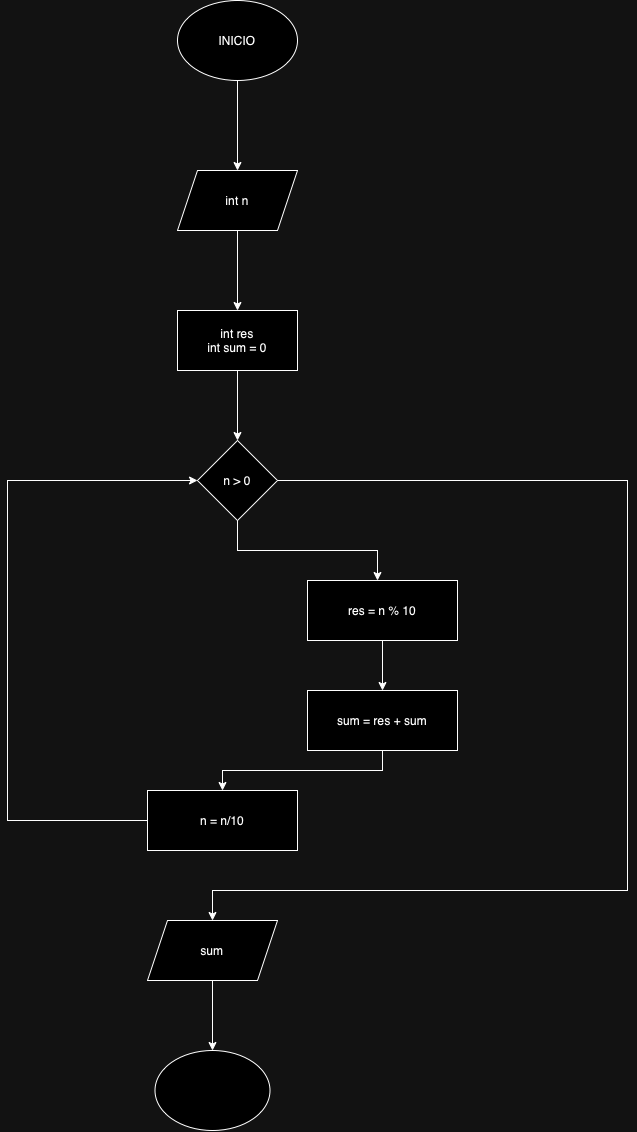 INICIO
int n
int res
int sum = 0
n > 0
res = n % 10
sum = res + sum
n = n/10
sum